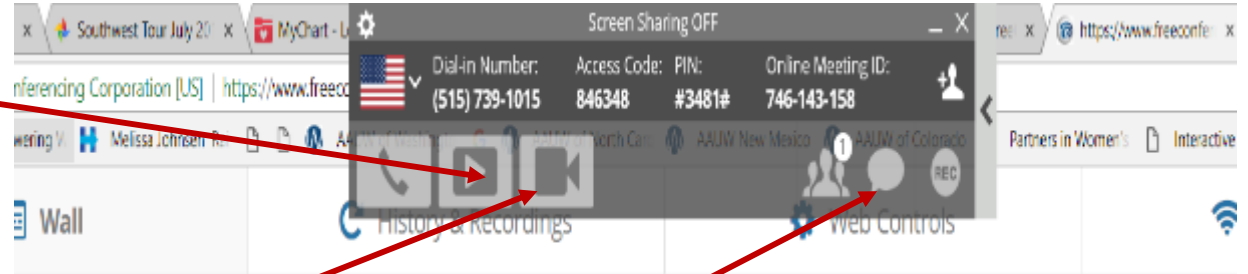 Southwest Tour July 20
MyChart - L
Screen Sharing OFF
https://www.freeconfe
nferencing Corporation [US] | https://www.freeco
Dial-in Number:
(515) 739-1015
Access Code:
846348
PIN:
#3481#
Online Meeting ID:
746-143-158
wering
Melissa Johnsen
AAUW of North Car
AAUW New Mexico
AAUW of Colorado
Partners in Women's
Interactive
1
REC
Wall
History & Recordings
Web Controls